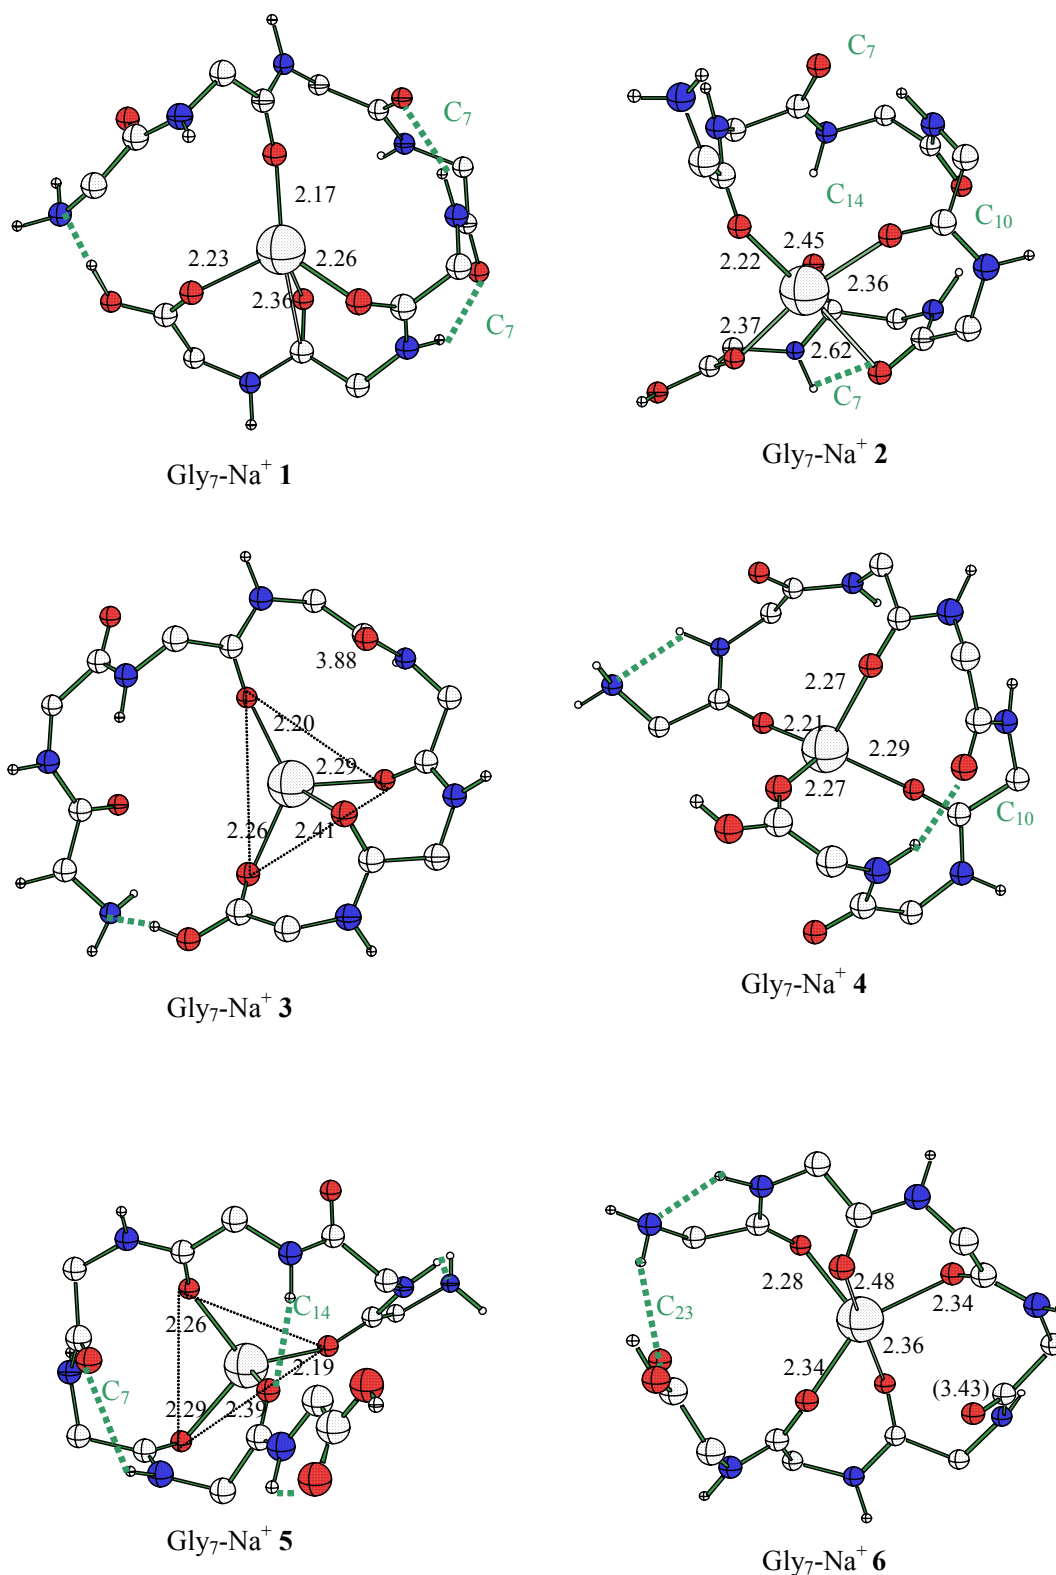 C₇
2.17
2.23
2.26
2.36
C₇
Gly₇-Na⁺ 1
C₇
C₁₄
C₁₀
2.45
2.22
2.36
2.37
2.62
C₇
Gly₇-Na⁺ 2
3.88
2.20
2.29
2.26
2.41
Gly₇-Na⁺ 3
2.27
2.21
2.29
2.27
C₁₀
Gly₇-Na⁺ 4
C₁₄
2.26
2.19
C₇
2.29
2.39
Gly₇-Na⁺ 5
2.28
2.48
2.34
C₂₃
2.36
2.34
(3.43)
Gly₇-Na⁺ 6